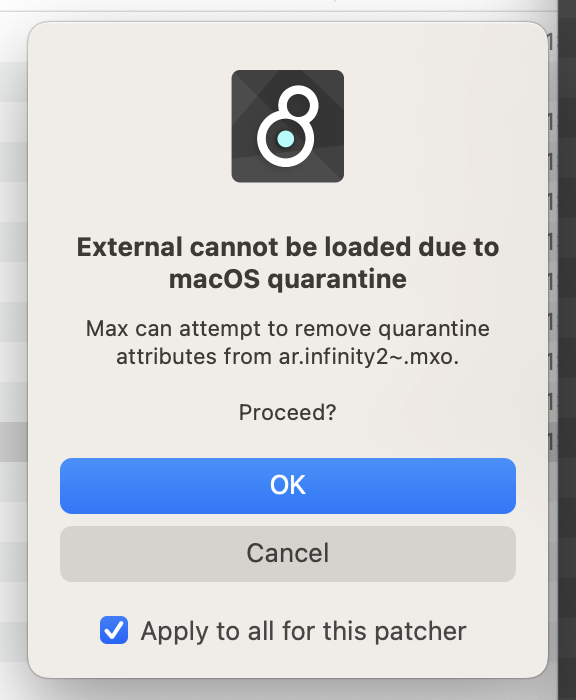 External cannot be loaded due to
macOS quarantine
Max can attempt to remove quarantine
attributes from ar.infinity2~.mxo.
Proceed?
OK
Cancel
Apply to all for this patcher